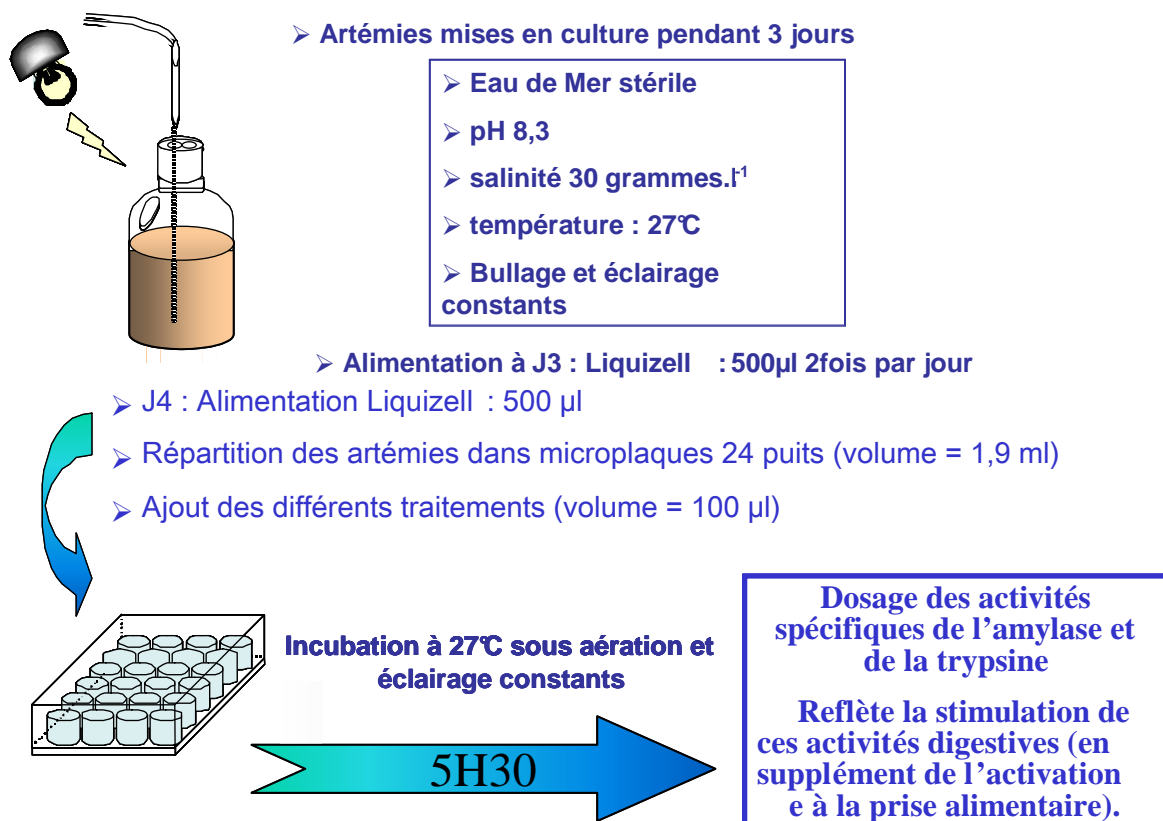 ➢ Artémies mises en culture pendant 3 jours
➢ Eau de Mer stérile
➢ pH 8,3
➢ salinité 30 grammes.l-1
➢ température : 27°C
➢ Bullage et éclairage
constants
➢ Alimentation à J3 : Liquizell : 500µl 2fois par jour
➢ J4 : Alimentation Liquizell : 500 µl
➢ Répartition des artémies dans microplaques 24 puits (volume = 1,9 ml)
➢ Ajout des différents traitements (volume = 100 µl)
Incubation à 27°C sous aération et
éclairage constants
5H30
Dosage des activités
spécifiques de l'amylase et
de la trypsine
Reflète la stimulation de
ces activités digestives (en
supplément de l'activation
e à la prise alimentaire).